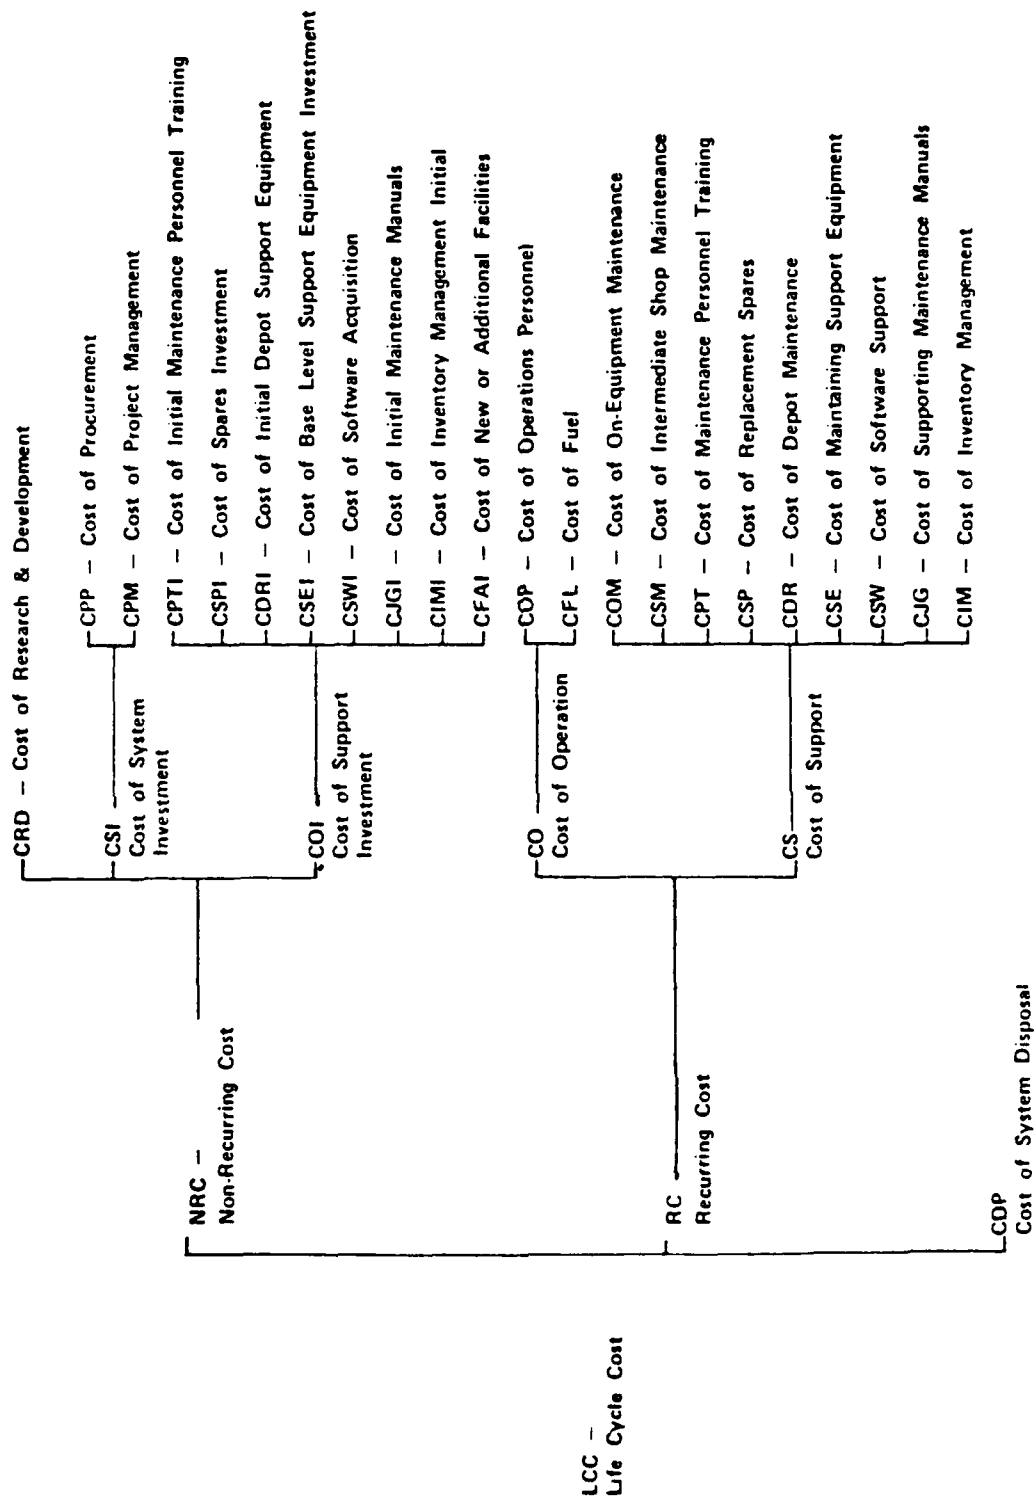 LCC –
Life Cycle Cost
NRC –
Non-Recurring Cost
CRD – Cost of Research & Development
CSI –
Cost of System
Investment
CPP – Cost of Procurement
CPM – Cost of Project Management
COI –
Cost of Support
Investment
CPTI – Cost of Initial Maintenance Personnel Training
CSPI – Cost of Spares Investment
CDRI – Cost of Initial Depot Support Equipment
CSEI – Cost of Base Level Support Equipment Investment
CSWI – Cost of Software Acquisition
CJGI – Cost of Initial Maintenance Manuals
CIMI – Cost of Inventory Management Initial
CFAI – Cost of New or Additional Facilities
RC –
Recurring Cost
CO
Cost of Operation
COP – Cost of Operations Personnel
CFL – Cost of Fuel
CS
Cost of Support
COM – Cost of On-Equipment Maintenance
CSM – Cost of Intermediate Shop Maintenance
CPT – Cost of Maintenance Personnel Training
CSP – Cost of Replacement Spares
CDR – Cost of Depot Maintenance
CSE – Cost of Maintaining Support Equipment
CSW – Cost of Software Support
CJG – Cost of Supporting Maintenance Manuals
CIM – Cost of Inventory Management
CDP
Cost of System Disposal